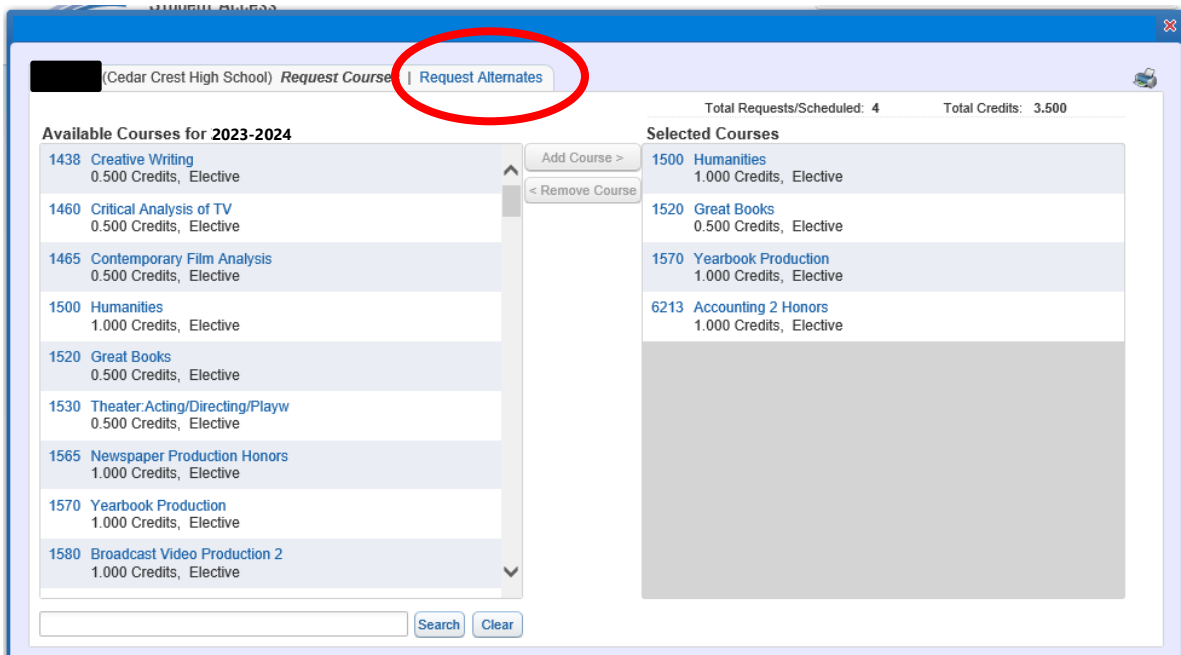 Student Access
(Cedar Crest High School) Request Course | Request Alternates
Total Requests/Scheduled: 4 Total Credits: 3.500
Available Courses for 2023-2024
Selected Courses
1438 Creative Writing
0.500 Credits, Elective
1460 Critical Analysis of TV
0.500 Credits, Elective
1465 Contemporary Film Analysis
0.500 Credits, Elective
1500 Humanities
1.000 Credits, Elective
1520 Great Books
0.500 Credits, Elective
1530 Theater:Acting/Directing/Playw
0.500 Credits, Elective
1565 Newspaper Production Honors
1.000 Credits, Elective
1570 Yearbook Production
1.000 Credits, Elective
1580 Broadcast Video Production 2
1.000 Credits, Elective
Search Clear
Add Course >
< Remove Course
1500 Humanities
1.000 Credits, Elective
1520 Great Books
0.500 Credits, Elective
1570 Yearbook Production
1.000 Credits, Elective
6213 Accounting 2 Honors
1.000 Credits, Elective